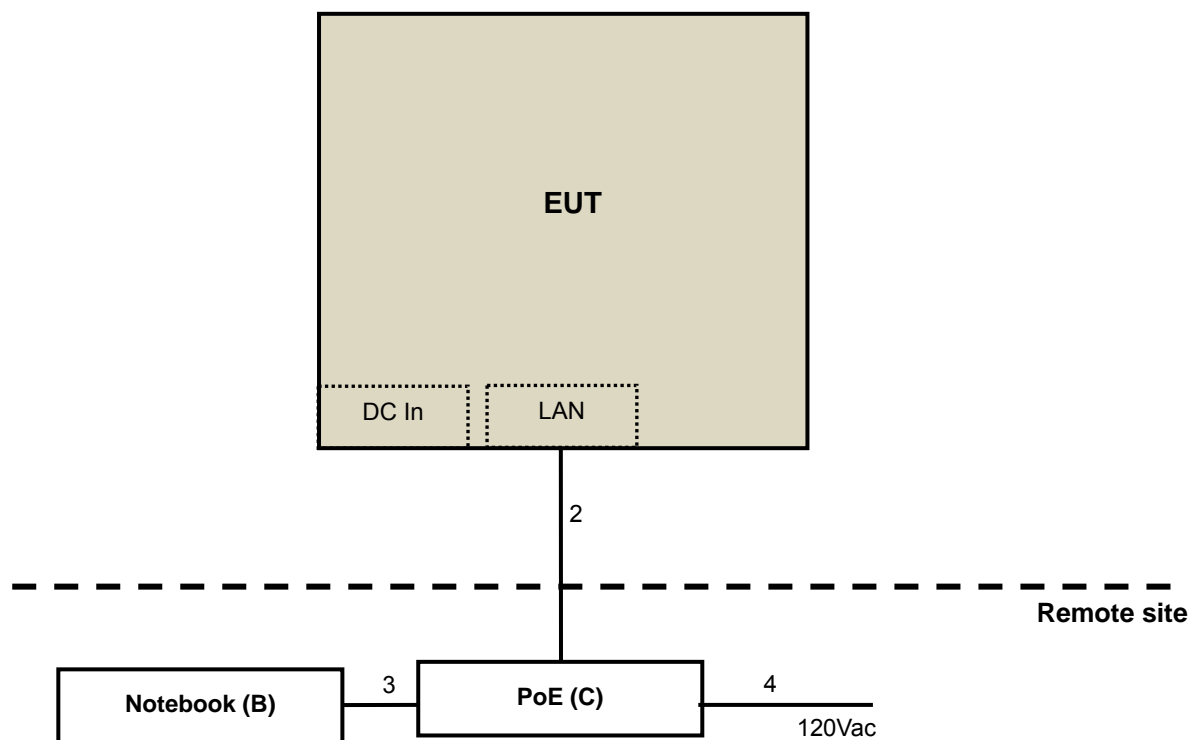 EUT
DC In
LAN
2
Remote site
Notebook (B)
3
PoE (C)
4
120Vac